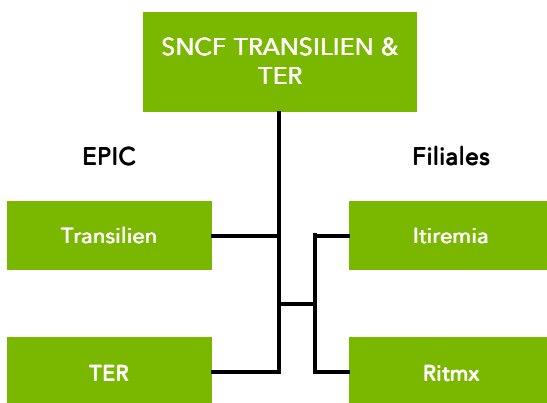 SNCF TRANSILIEN &
TER
EPIC
Filiales
Transilien
Itiremia
TER
Ritmx